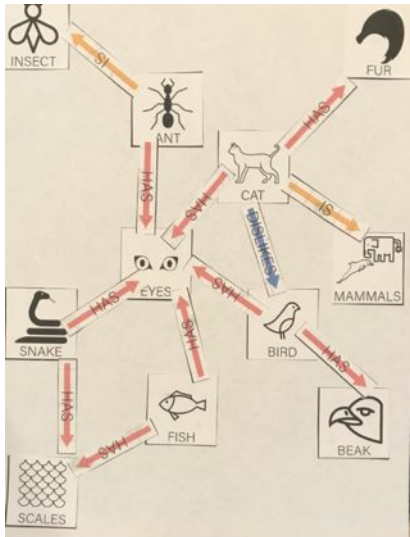 INSECT
FUR
IS
HAS
ANT
CAT
HAS
HAS
IS
DISLIKES
EYES
MAMMALS
HAS
HAS
SNAKE
HAS
BIRD
HAS
HAS
FISH
HAS
BEAK
SCALES